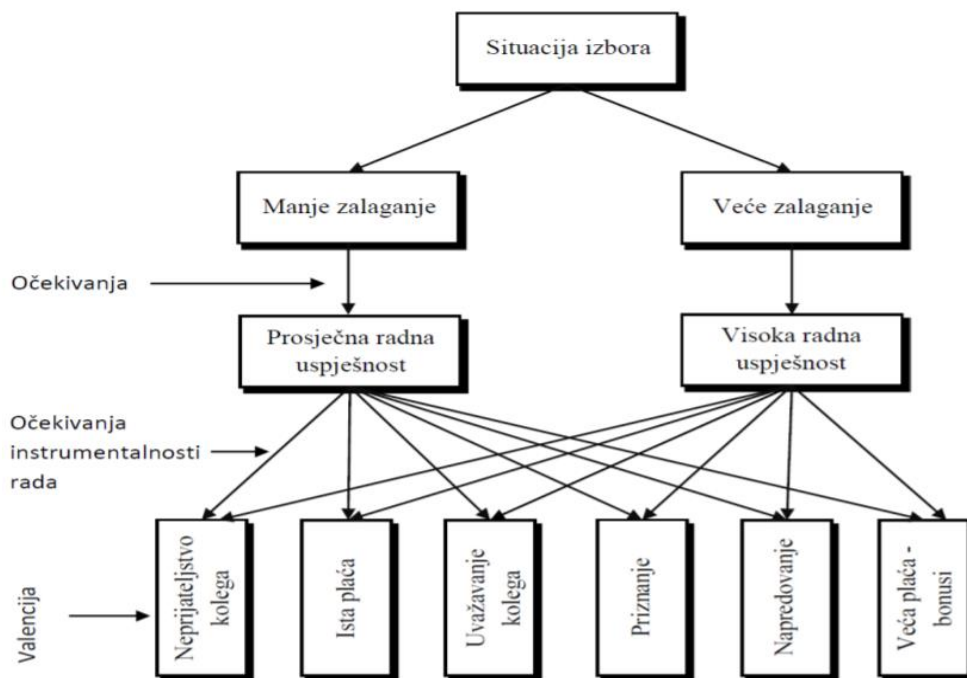 Situacija izbora
Manje zalaganje
Veće zalaganje
Očekivanja
Prosječna radna
uspješnost
Visoka radna
uspješnost
Očekivanja
instrumentalnosti
rada
Valencija
Neprijateljstvo
kolega
Ista plaća
Uvažavanje
kolega
Priznanje
Napredovanje
Veća plaća -
bonusi